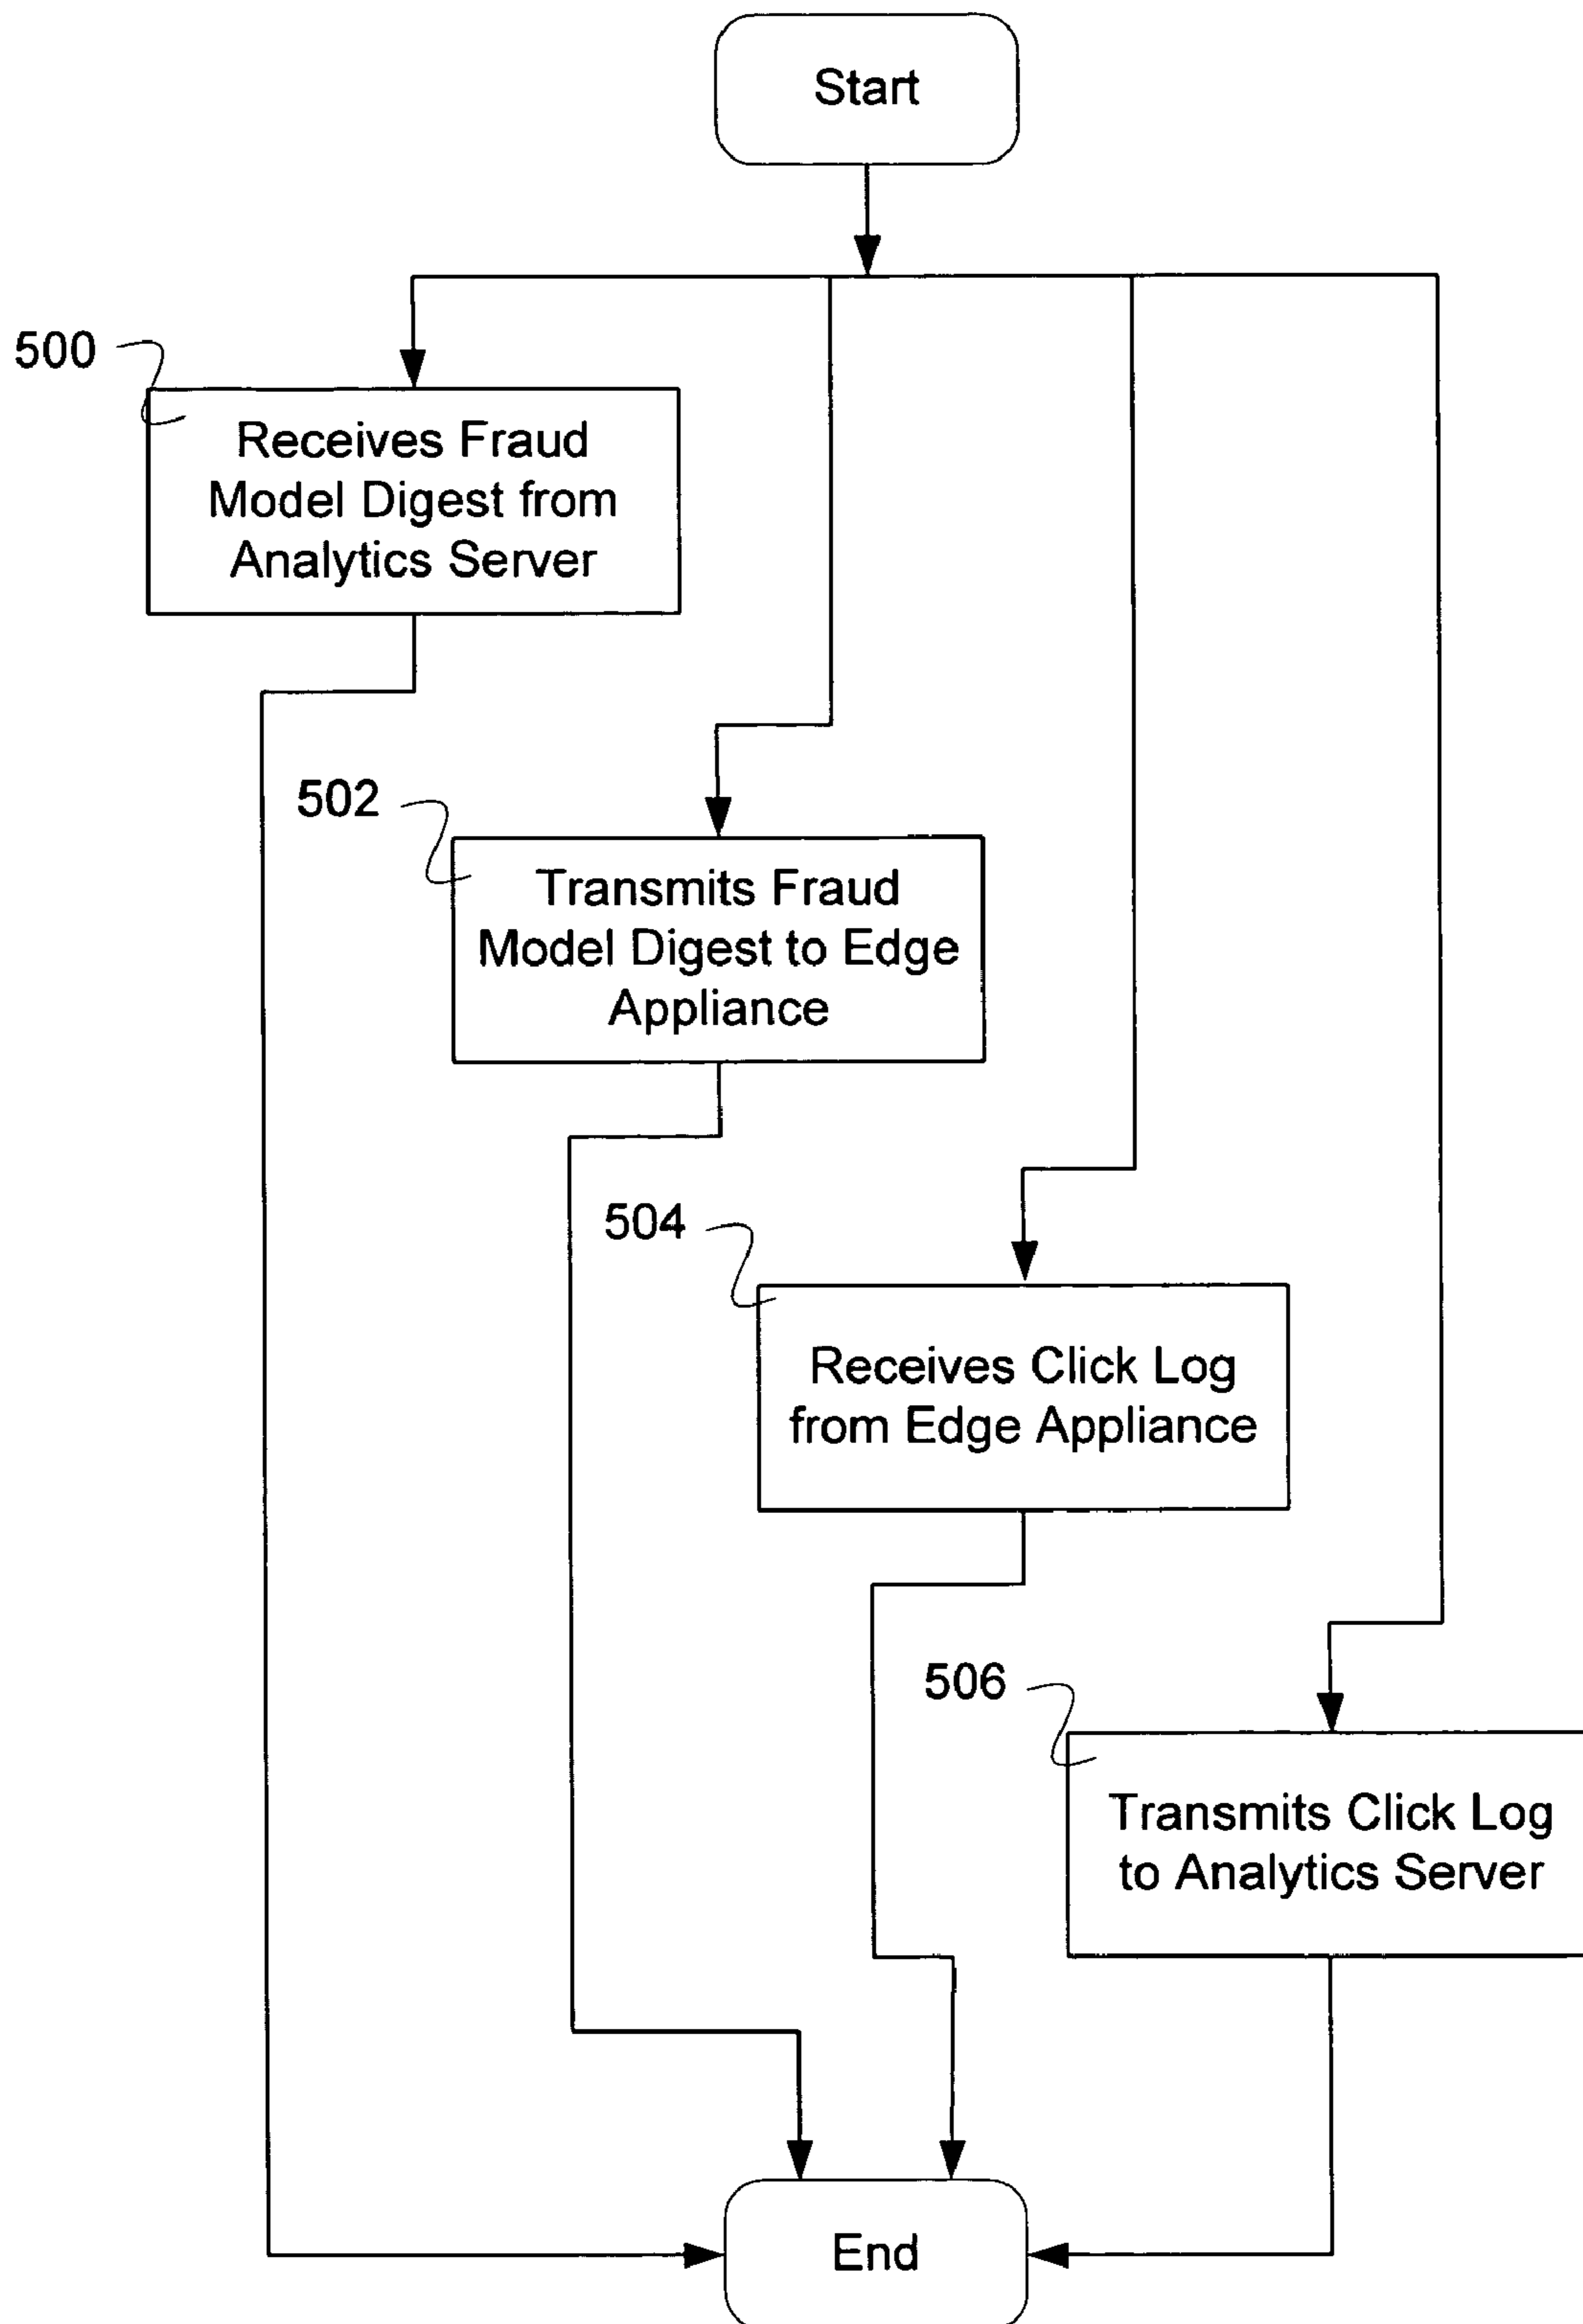 Start
500
Receives Fraud
Model Digest from
Analytics Server
502
Transmits Fraud
Model Digest to Edge
Appliance
504
Receives Click Log
from Edge Appliance
506
Transmits Click Log
to Analytics Server
End